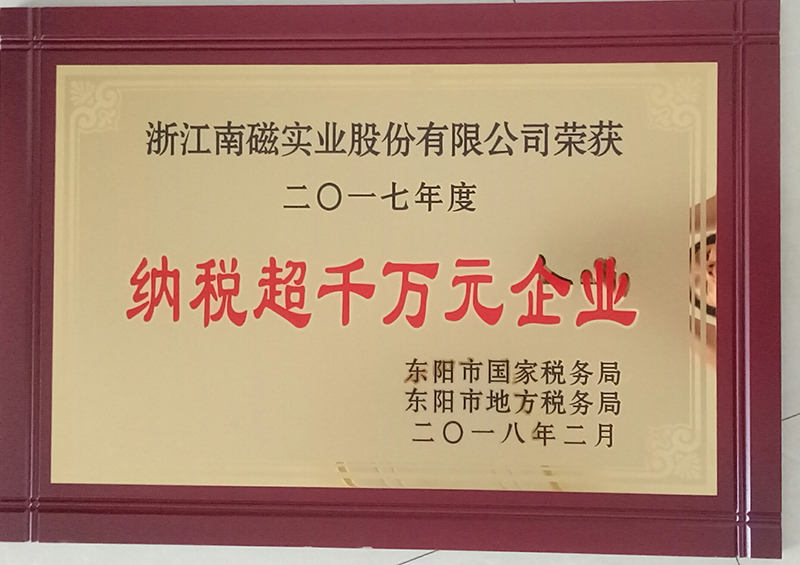 浙江南磁实业股份有限公司荣获
二〇一七年度
纳税超千万元企业
东阳市国家税务局
东阳市地方税务局
二〇一八年二月